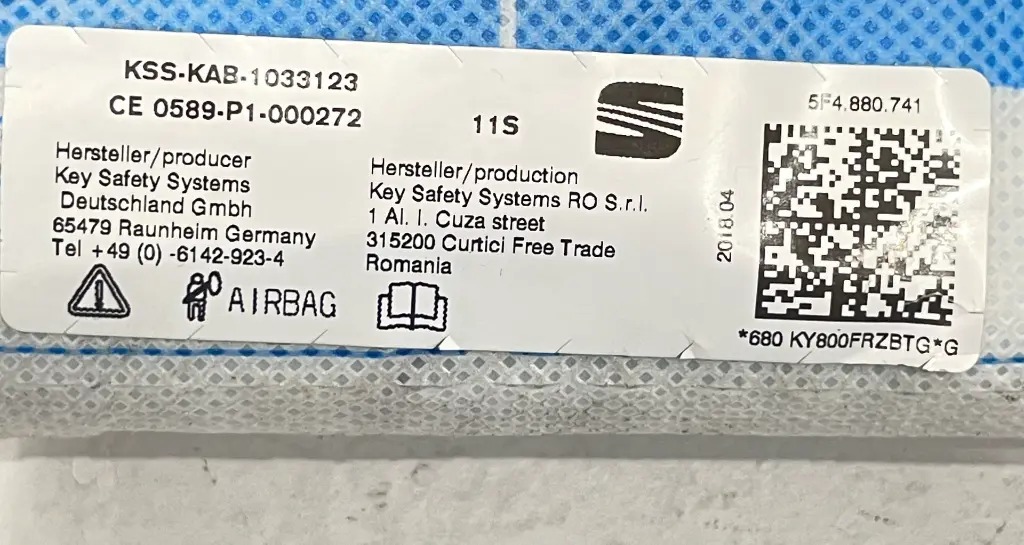 KSS-KAB-1033123
CE 0589-P1-000272
11S
Hersteller/producer
Key Safety Systems
Deutschland Gmbh
65479 Raunheim Germany
Tel +49 (0) -6142-923-4
AIRBAG
Hersteller/production
Key Safety Systems RO S.r.l.
1 Al. I. Cuza street
315200 Curtici Free Trade
Romania
2018.04
5F4.880.741
*680 KY800FRZBTG*G